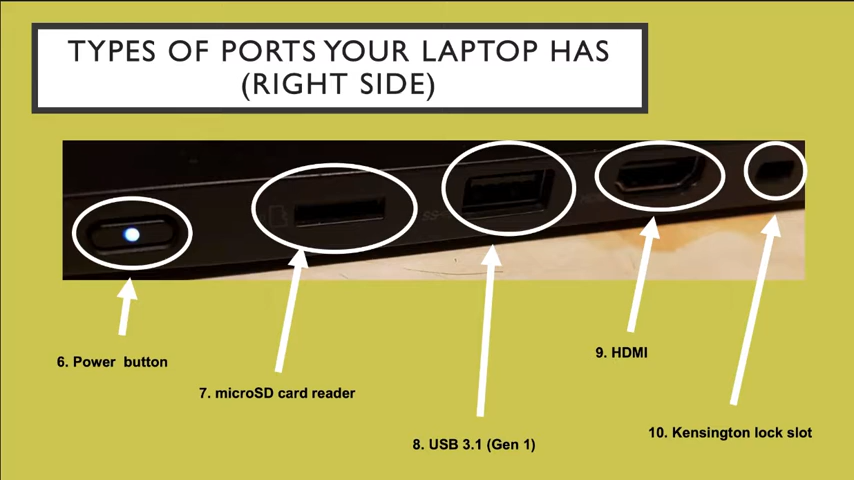 TYPES OF PORTS YOUR LAPTOP HAS
(RIGHT SIDE)
6. Power button
7. microSD card reader
8. USB 3.1 (Gen 1)
9. HDMI
10. Kensington lock slot